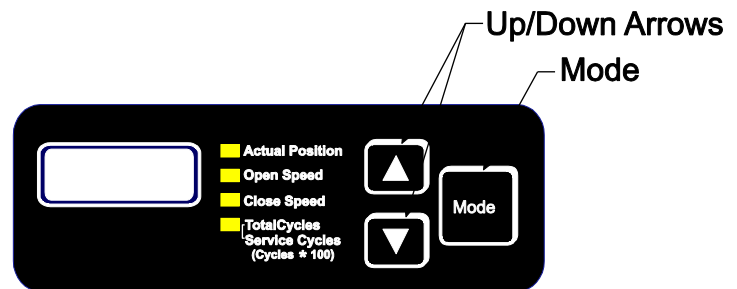 Up/Down Arrows
Mode
Actual Position
Open Speed
Close Speed
TotalCycles
Service Cycles
(Cycles * 100)
Mode